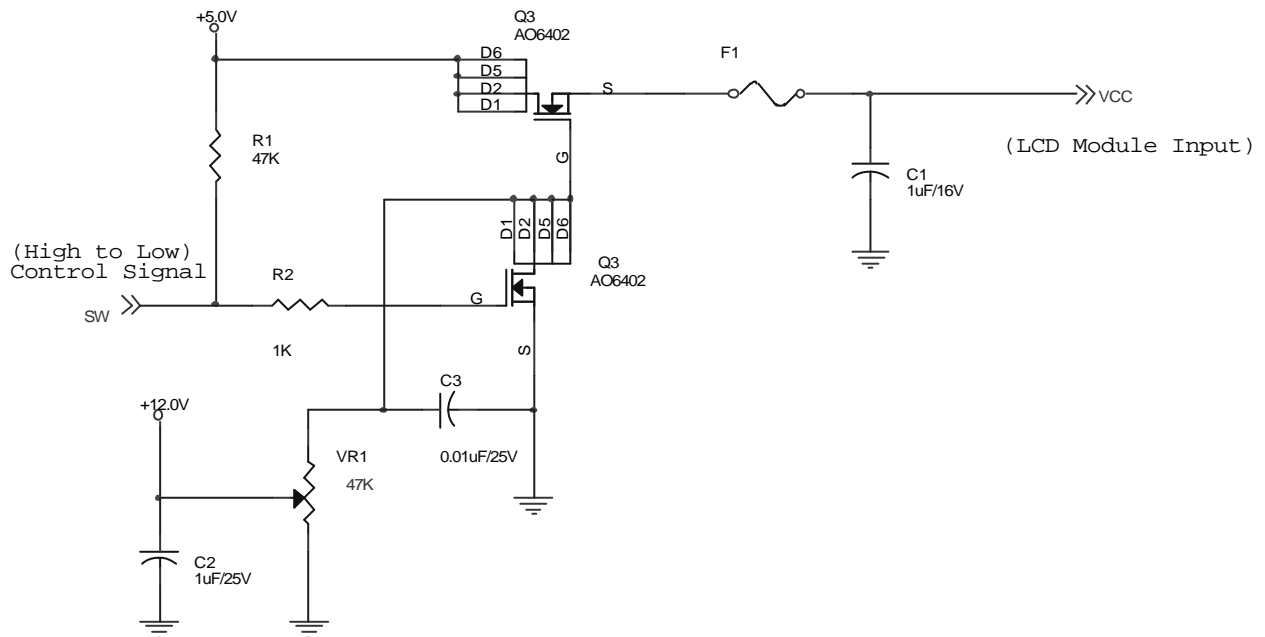 +5.0V
Q3
AO6402
D6
D5
D2
D1
S
F1
VCC
(LCD Module Input)
R1
47K
G
C1
1uF/16V
D1
D2
D5
D6
(High to Low)
Control Signal
SW
R2
1K
G
Q3
AO6402
S
C3
0.01uF/25V
+12.0V
VR1
47K
C2
1uF/25V